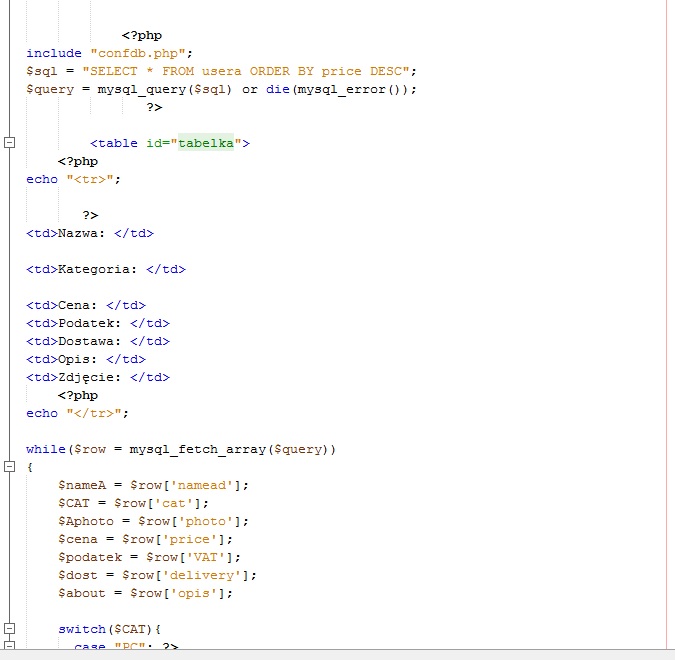 <?php
include "confdb.php";
$sql = "SELECT * FROM usera ORDER BY price DESC";
$query = mysql_query($sql) or die(mysql_error());
?>
<table id="tabelka">
<?php
echo "<tr>";
?>
<td>Nazwa: </td>
<td>Kategoria: </td>
<td>Cena: </td>
<td>Podatek: </td>
<td>Dostawa: </td>
<td>Opis: </td>
<td>Zdjęcie: </td>
<?php
echo "</tr>";
while($row = mysql_fetch_array($query))
{
$nameA = $row['namead'];
$CAT = $row['cat'];
$Aphoto = $row['photo'];
$cena = $row['price'];
$podatek = $row['VAT'];
$dost = $row['delivery'];
$about = $row['opis'];
switch($CAT){
case "PC": ?>